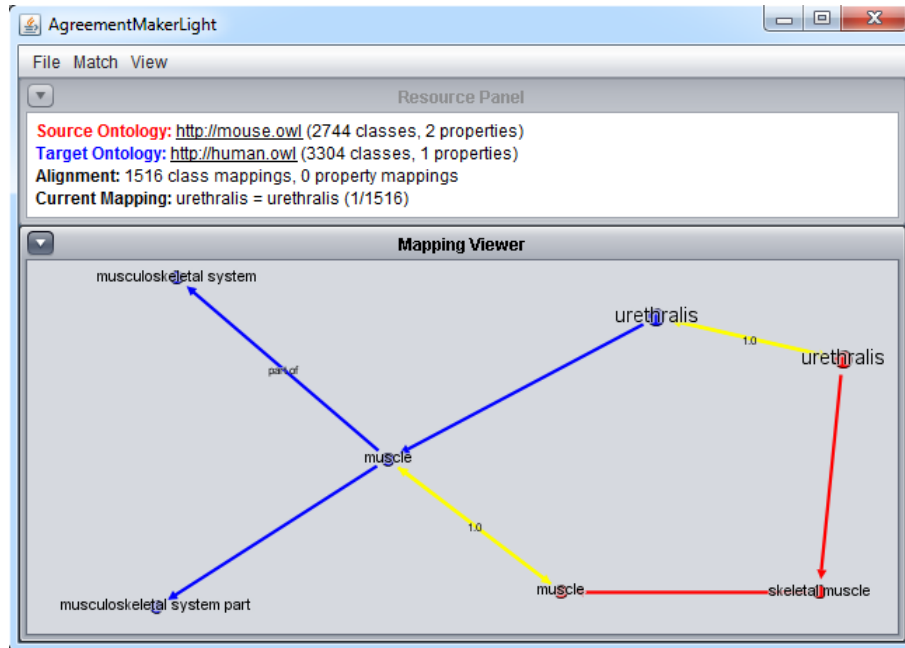 AgreementMakerLight
File Match View
Resource Panel
Source Ontology: http://mouse.owl (2744 classes, 2 properties)
Target Ontology: http://human.owl (3304 classes, 1 properties)
Alignment: 1516 class mappings, 0 property mappings
Current Mapping: urethralis = urethralis (1/1516)
Mapping Viewer
musculoskeletal system
urethralis
1.0
urethralis
part of
muscle
1.0
muscle
skeletal muscle
musculoskeletal system part